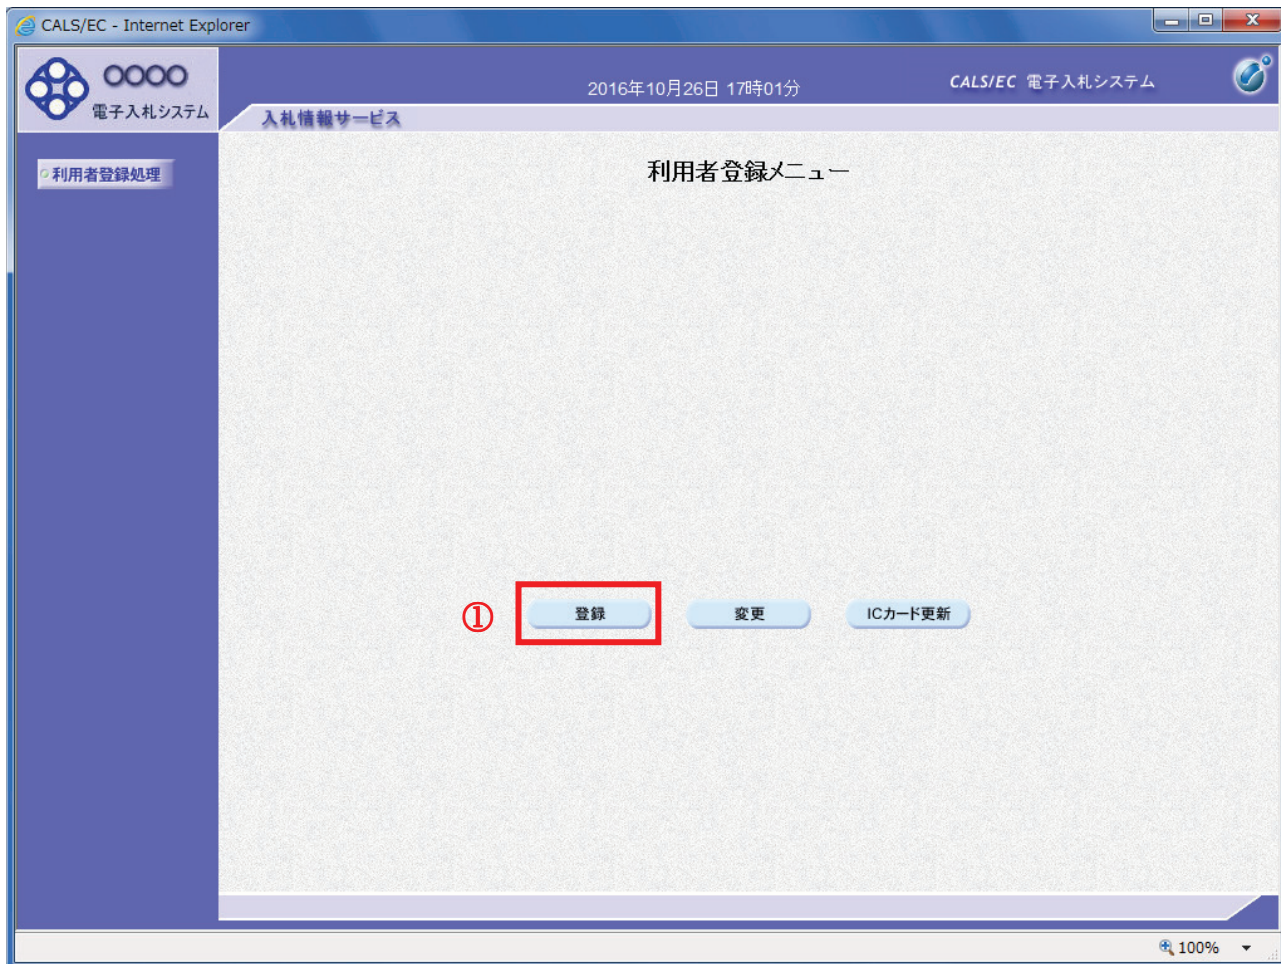 CALS/EC - Internet Explorer
〇〇〇〇
電子入札システム
2016年10月26日 17時01分
CALS/EC 電子入札システム
入札情報サービス
利用者登録処理
利用者登録メニュー
①
登録
変更
ICカード更新
100%